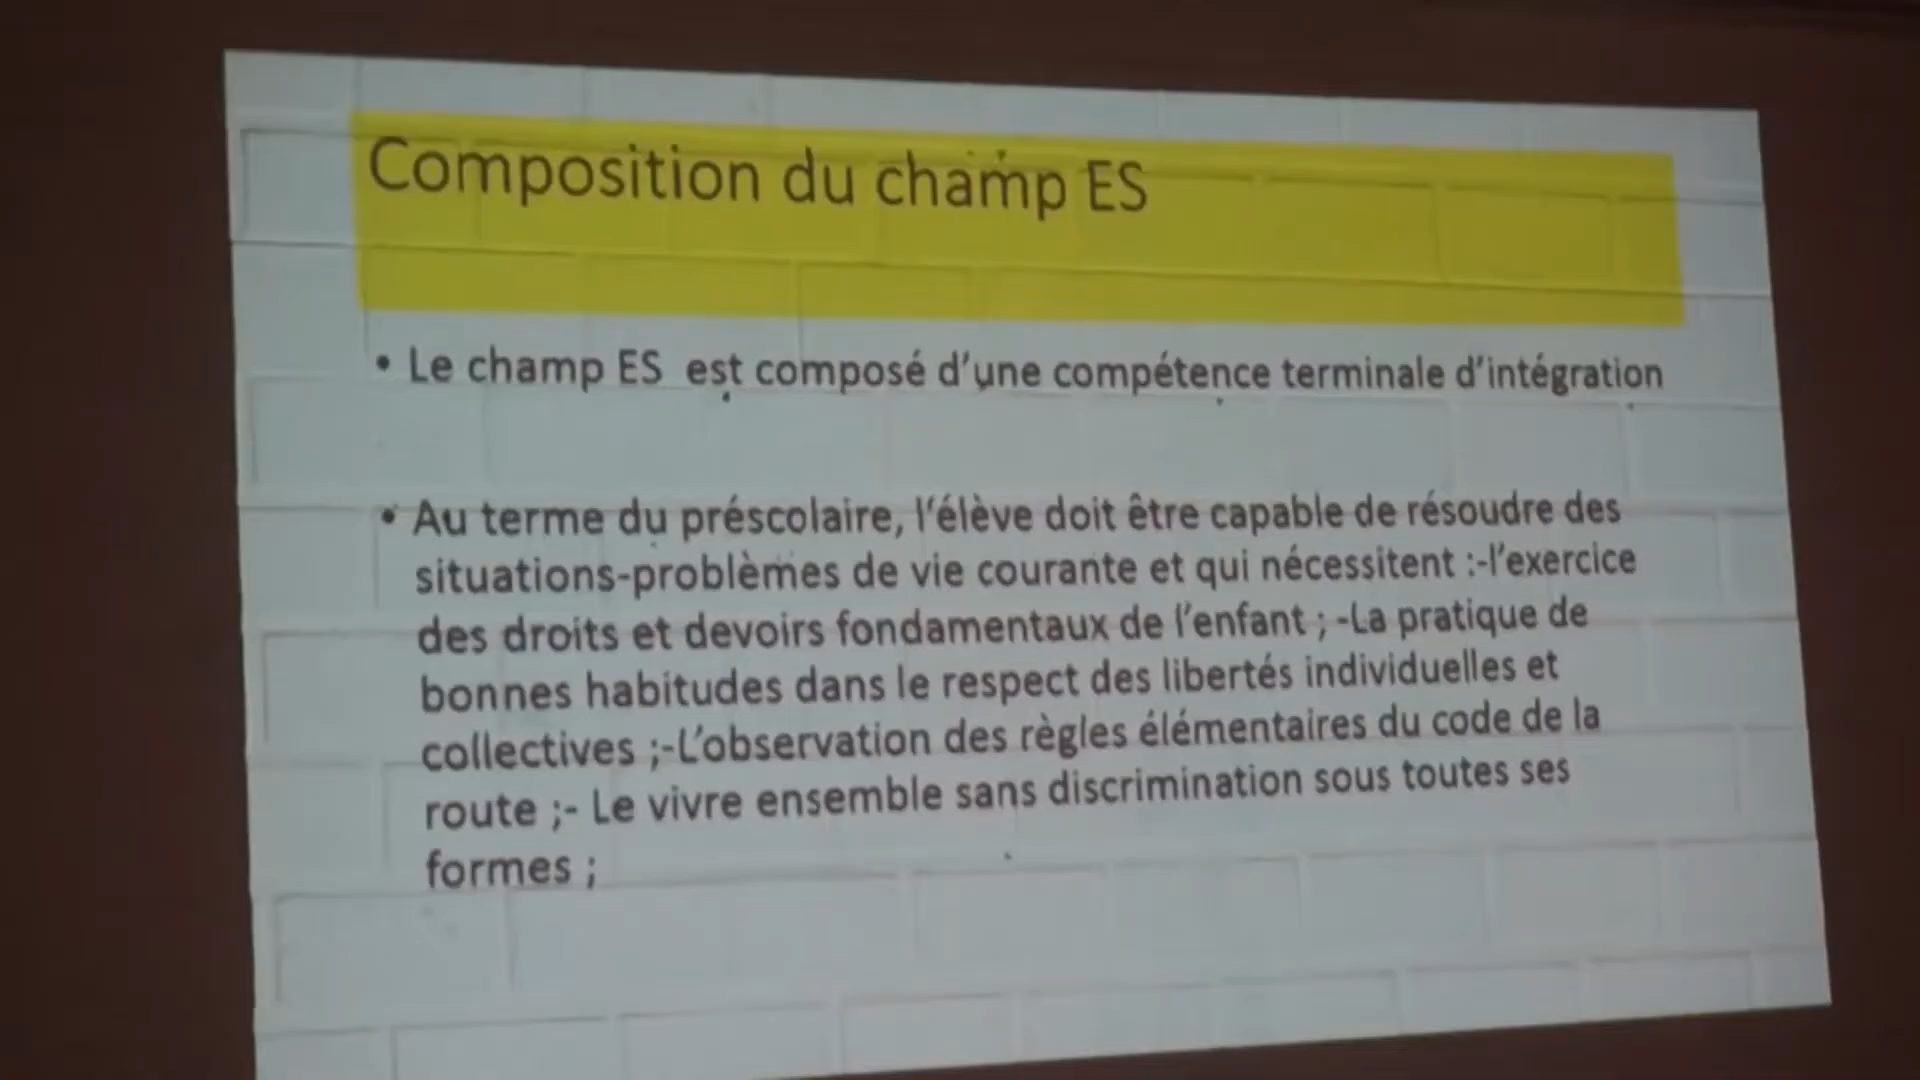 Composition du champ ES
• Le champ ES est composé d'une compétence terminale d'intégration
• Au terme du préscolaire, l'élève doit être capable de résoudre des
situations-problèmes de vie courante et qui nécessitent :-l'exercice
des droits et devoirs fondamentaux de l'enfant ; -La pratique de
bonnes habitudes dans le respect des libertés individuelles et
collectives ;-L'observation des règles élémentaires du code de la
route ;- Le vivre ensemble sans discrimination sous toutes ses
formes ;